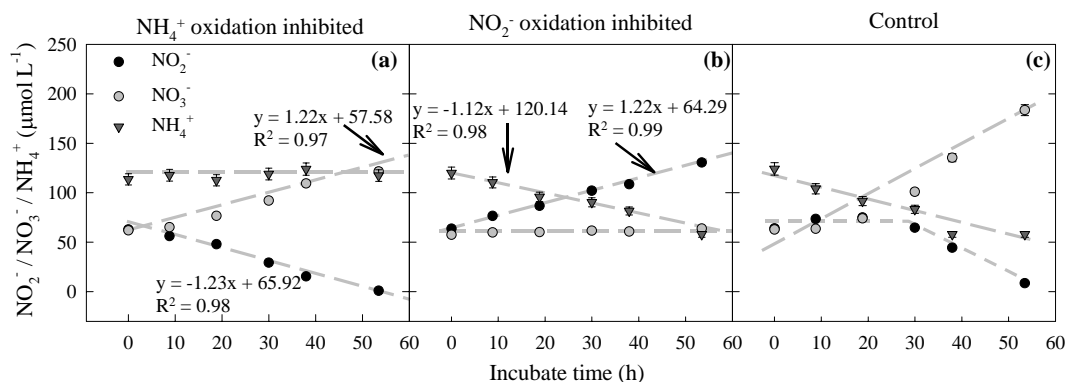 NH₄⁺ oxidation inhibited
NO₂⁻ oxidation inhibited
Control
NO₂⁻ / NO₃⁻ / NH₄⁺ (μmol L⁻¹)
250
200
150
100
50
0
NO₂⁻
NO₃⁻
NH₄⁺
(a)
y = 1.22x + 57.58
R² = 0.97
y = -1.23x + 65.92
R² = 0.98
(b)
y = -1.12x + 120.14
R² = 0.98
y = 1.22x + 64.29
R² = 0.99
(c)
0 10 20 30 40 50 60
0 10 20 30 40 50 60
0 10 20 30 40 50 60
Incubate time (h)